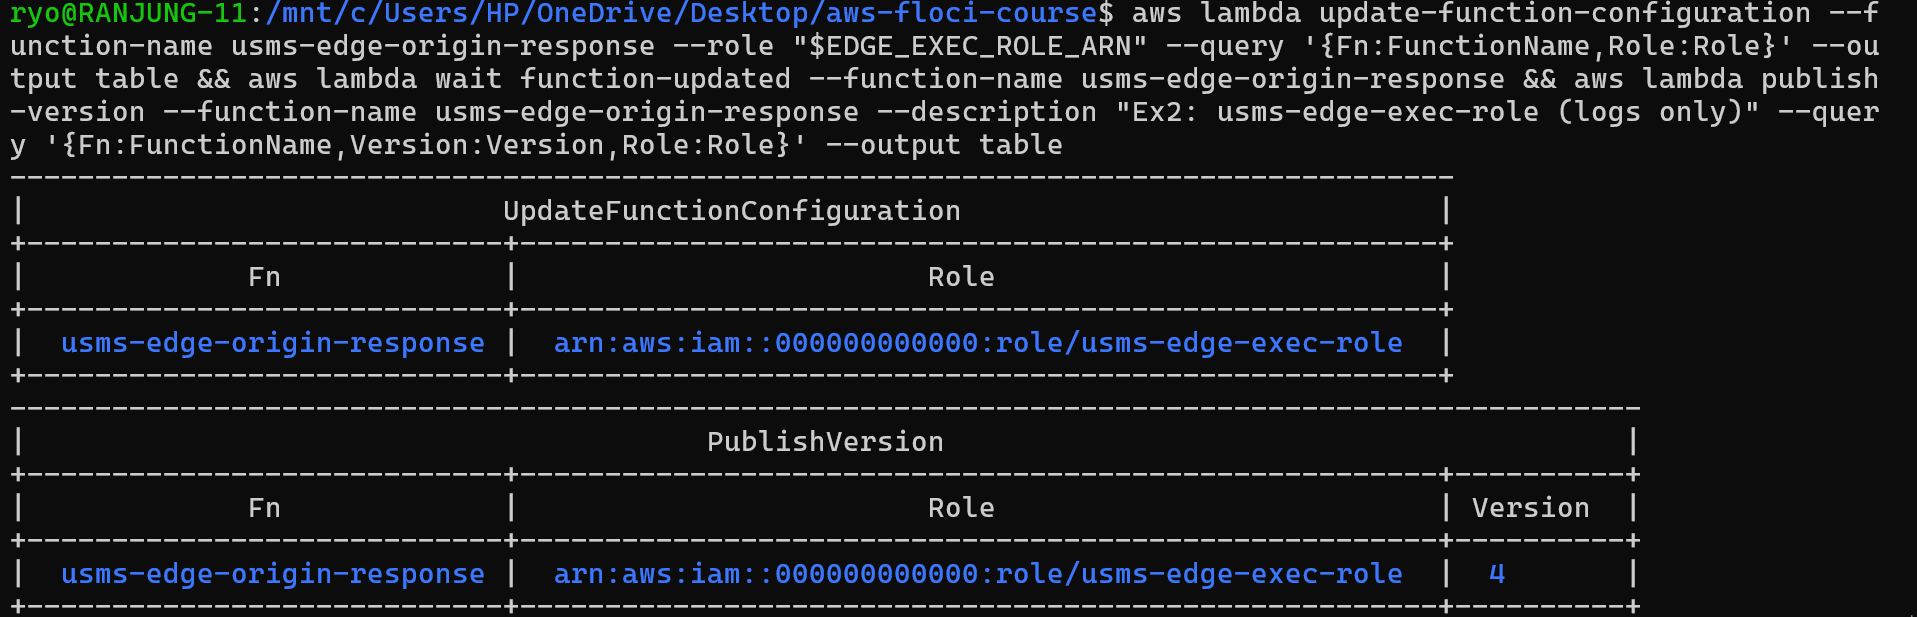 ryo@RANJUNG-11:/mnt/c/Users/HP/OneDrive/Desktop/aws-floci-course$ aws lambda update-function-configuration --f
unction-name usms-edge-origin-response --role "$EDGE_EXEC_ROLE_ARN" --query '{Fn:FunctionName,Role:Role}' --ou
tput table && aws lambda wait function-updated --function-name usms-edge-origin-response && aws lambda publish
-version --function-name usms-edge-origin-response --description "Ex2: usms-edge-exec-role (logs only)" --quer
y '{Fn:FunctionName,Version:Version,Role:Role}' --output table
-------------------------------------------------------------------------------------
|                            UpdateFunctionConfiguration                            |
+----------------------------+------------------------------------------------------+
|             Fn             |                        Role                          |
+----------------------------+------------------------------------------------------+
|  usms-edge-origin-response |  arn:aws:iam::000000000000:role/usms-edge-exec-role  |
+----------------------------+------------------------------------------------------+
------------------------------------------------------------------------------------------------
|                                        PublishVersion                                        |
+----------------------------+------------------------------------------------------+----------+
|             Fn             |                        Role                          | Version  |
+----------------------------+------------------------------------------------------+----------+
|  usms-edge-origin-response |  arn:aws:iam::000000000000:role/usms-edge-exec-role  |  4       |
+----------------------------+------------------------------------------------------+----------+